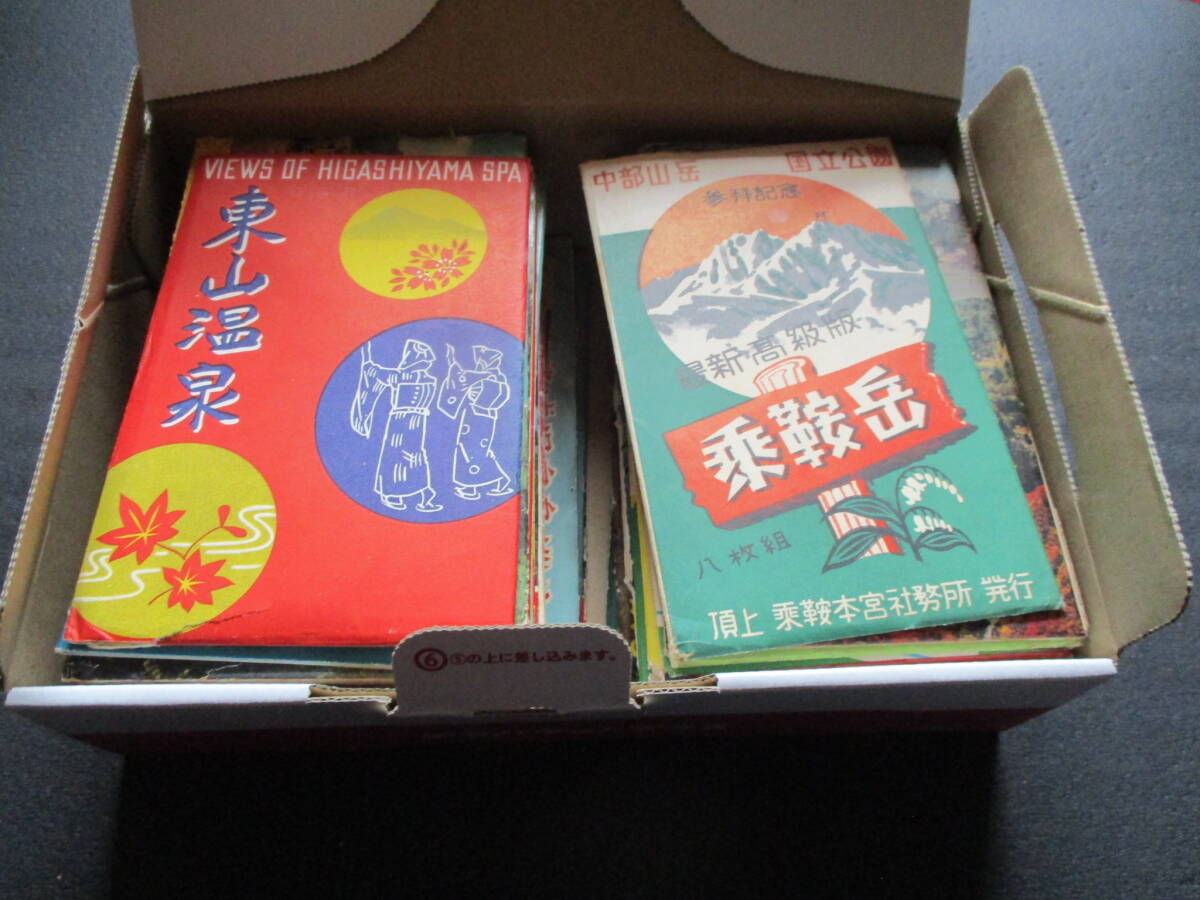 VIEWS OF HIGASHIYAMA SPA
東山温泉
中部山岳 国立公園
参拝記念
最新高級版
乗鞍岳
八枚組
頂上 乗鞍本宮社務所 発行
⑥⑤の上に差し込みます。